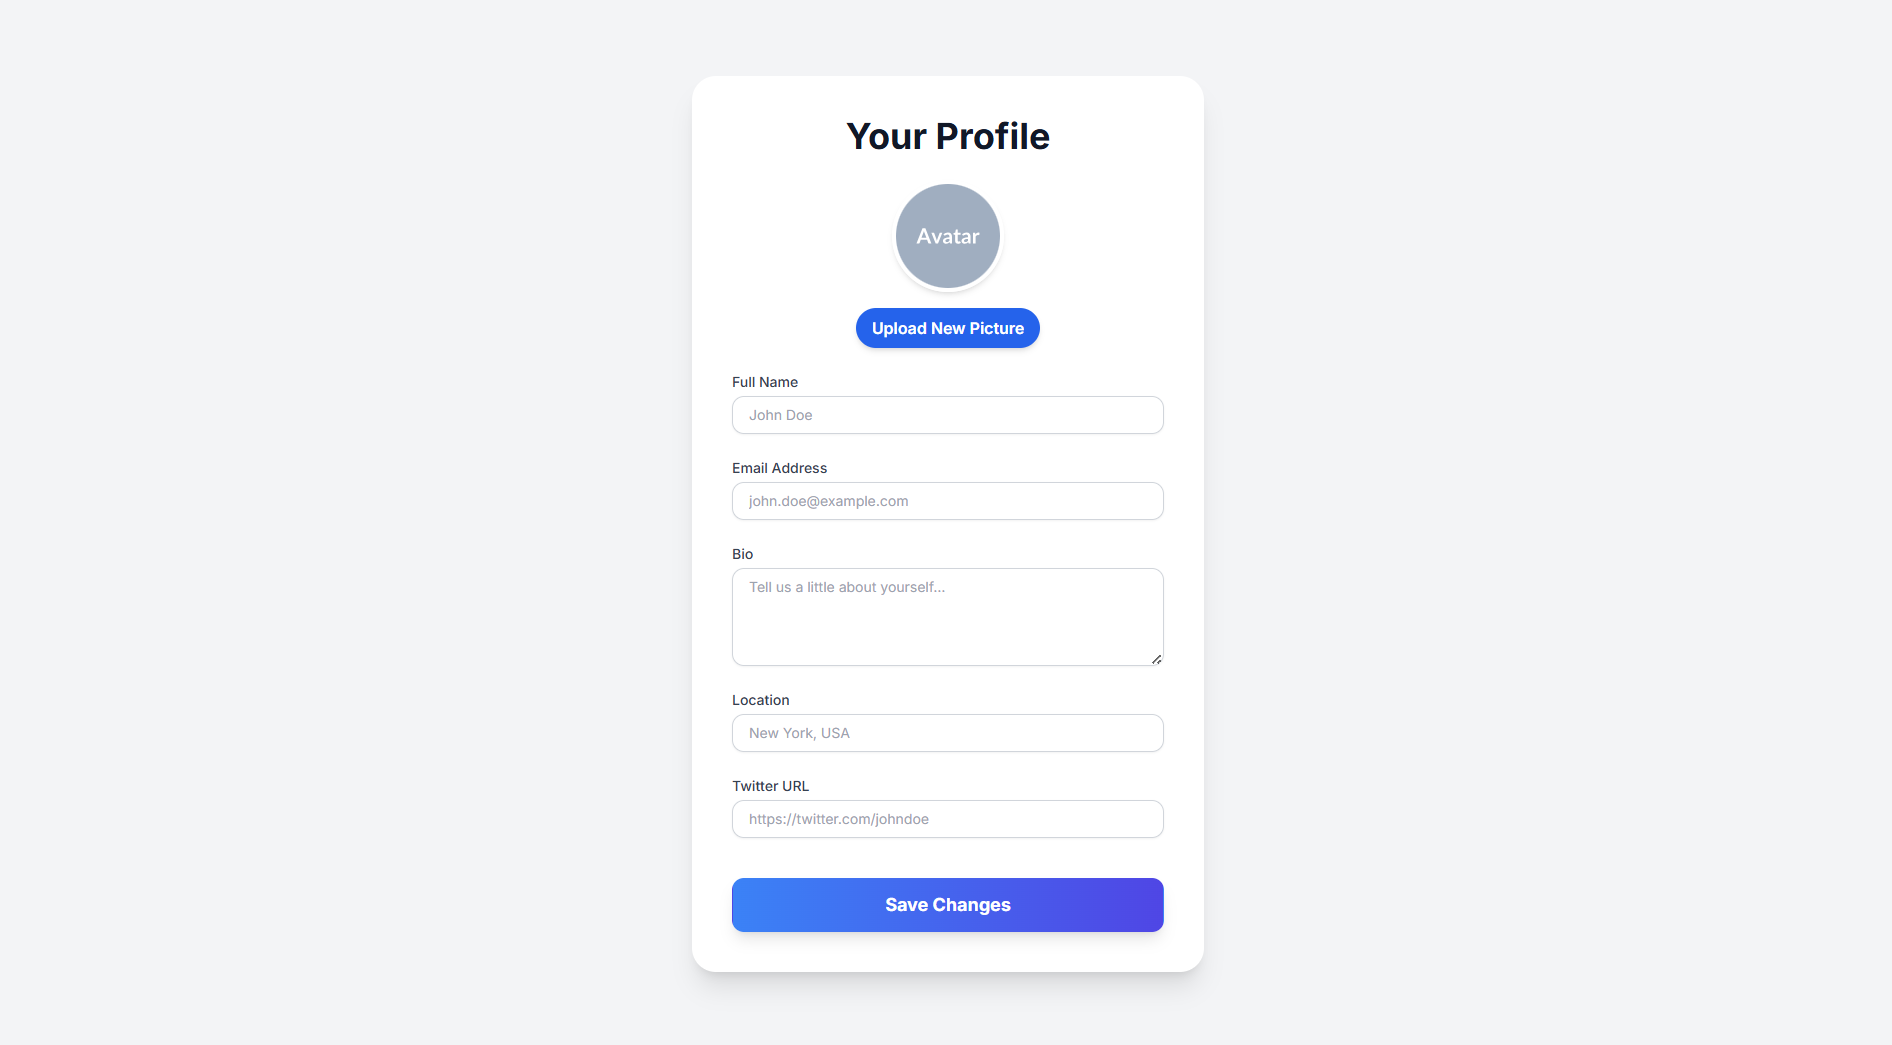 Your Profile
Avatar
Upload New Picture
Full Name
John Doe
Email Address
john.doe@example.com
Bio
Tell us a little about yourself...
Location
New York, USA
Twitter URL
https://twitter.com/johndoe
Save Changes